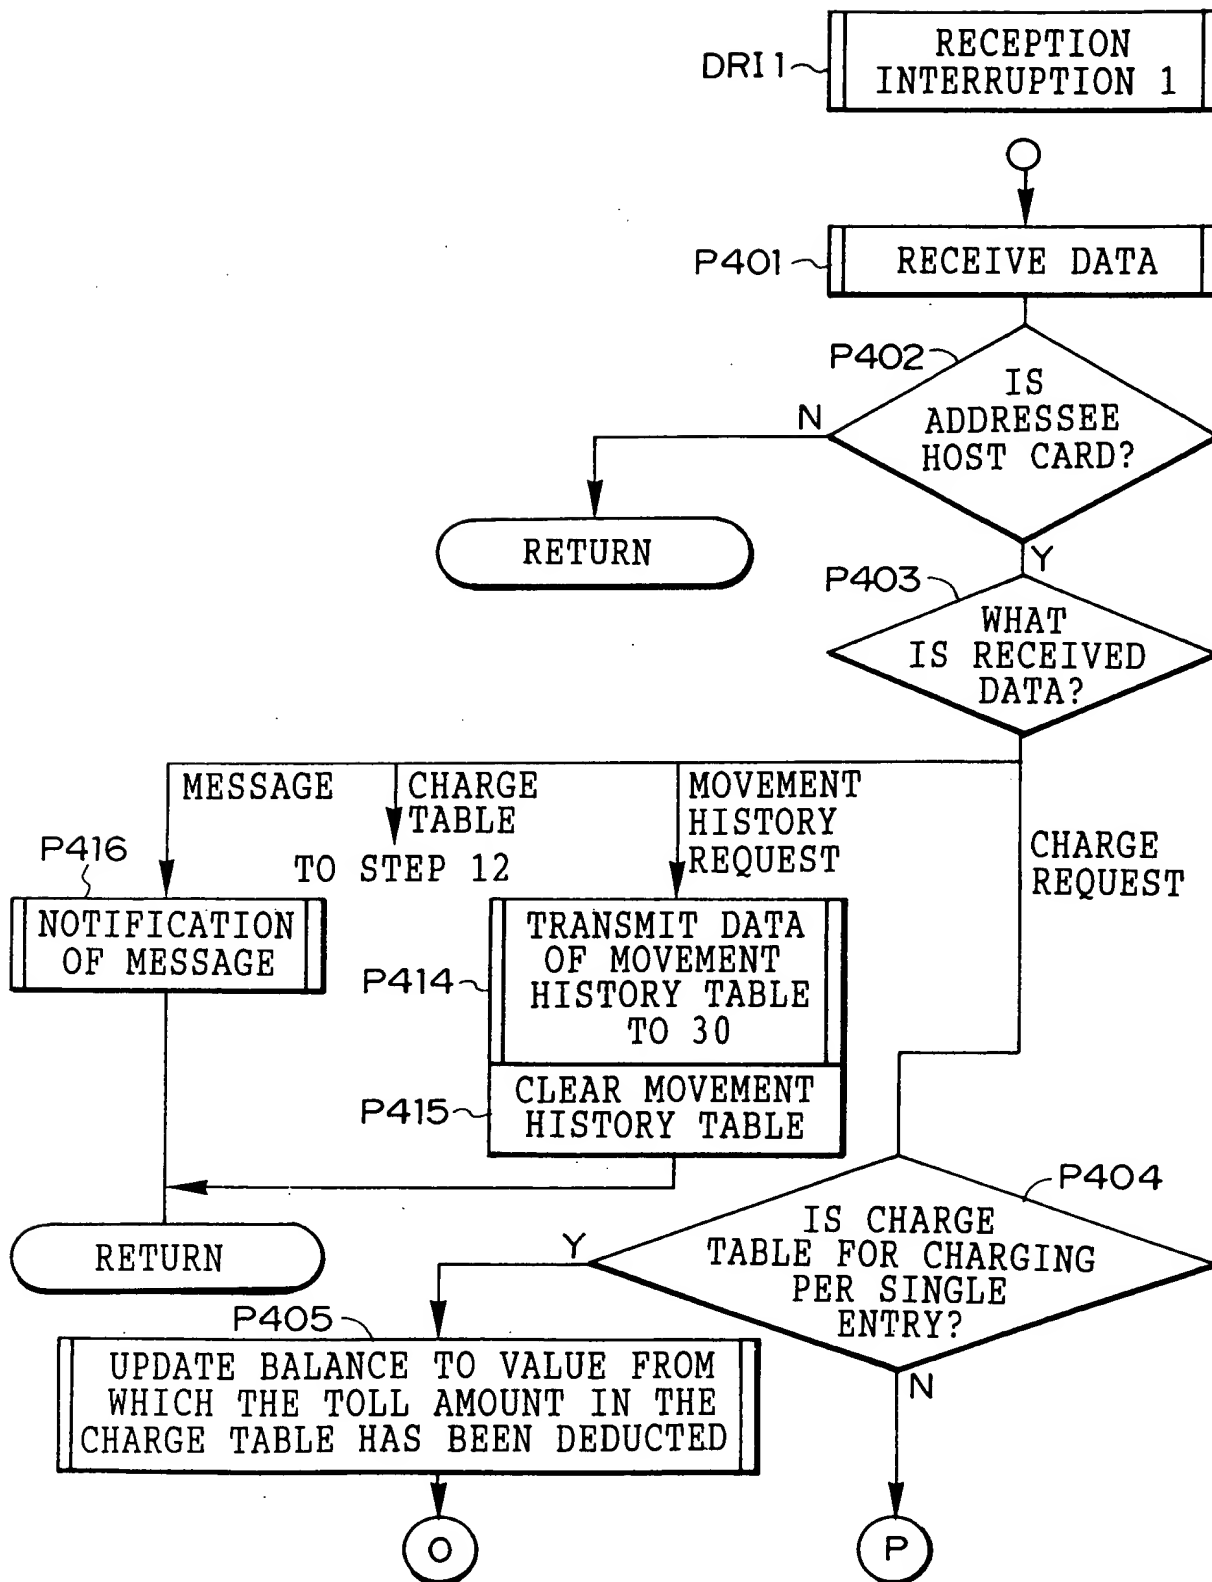 RECEPTION
INTERRUPTION 1
DRI 1
P401
RECEIVE DATA
P402
IS
ADDRESSEE
HOST CARD?
N
RETURN
Y
P403
WHAT
IS RECEIVED
DATA?
MESSAGE
CHARGE
TABLE
MOVEMENT
HISTORY
REQUEST
CHARGE
REQUEST
TO STEP 12
P416
NOTIFICATION
OF MESSAGE
P414
TRANSMIT DATA
OF MOVEMENT
HISTORY TABLE
TO 30
P415
CLEAR MOVEMENT
HISTORY TABLE
RETURN
P404
IS CHARGE
TABLE FOR CHARGING
PER SINGLE
ENTRY?
Y
N
P405
UPDATE BALANCE TO VALUE FROM
WHICH THE TOLL AMOUNT IN THE
CHARGE TABLE HAS BEEN DEDUCTED
O
P